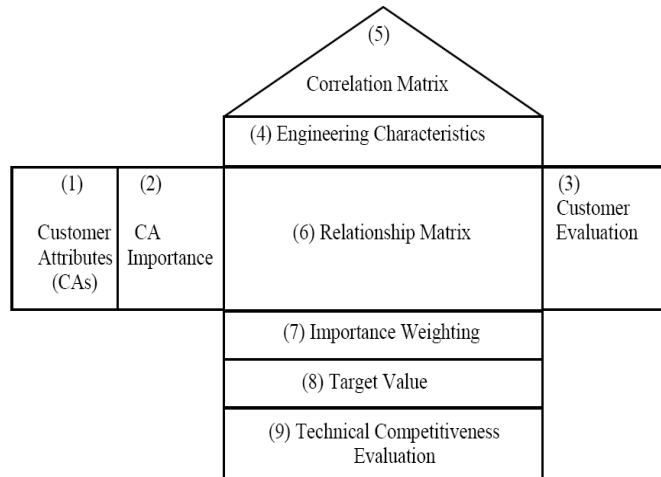 (5)
Correlation Matrix
(4) Engineering Characteristics
(1)
Customer
Attributes
(CAs)
(2)
CA
Importance
(6) Relationship Matrix
(3)
Customer
Evaluation
(7) Importance Weighting
(8) Target Value
(9) Technical Competitiveness
Evaluation